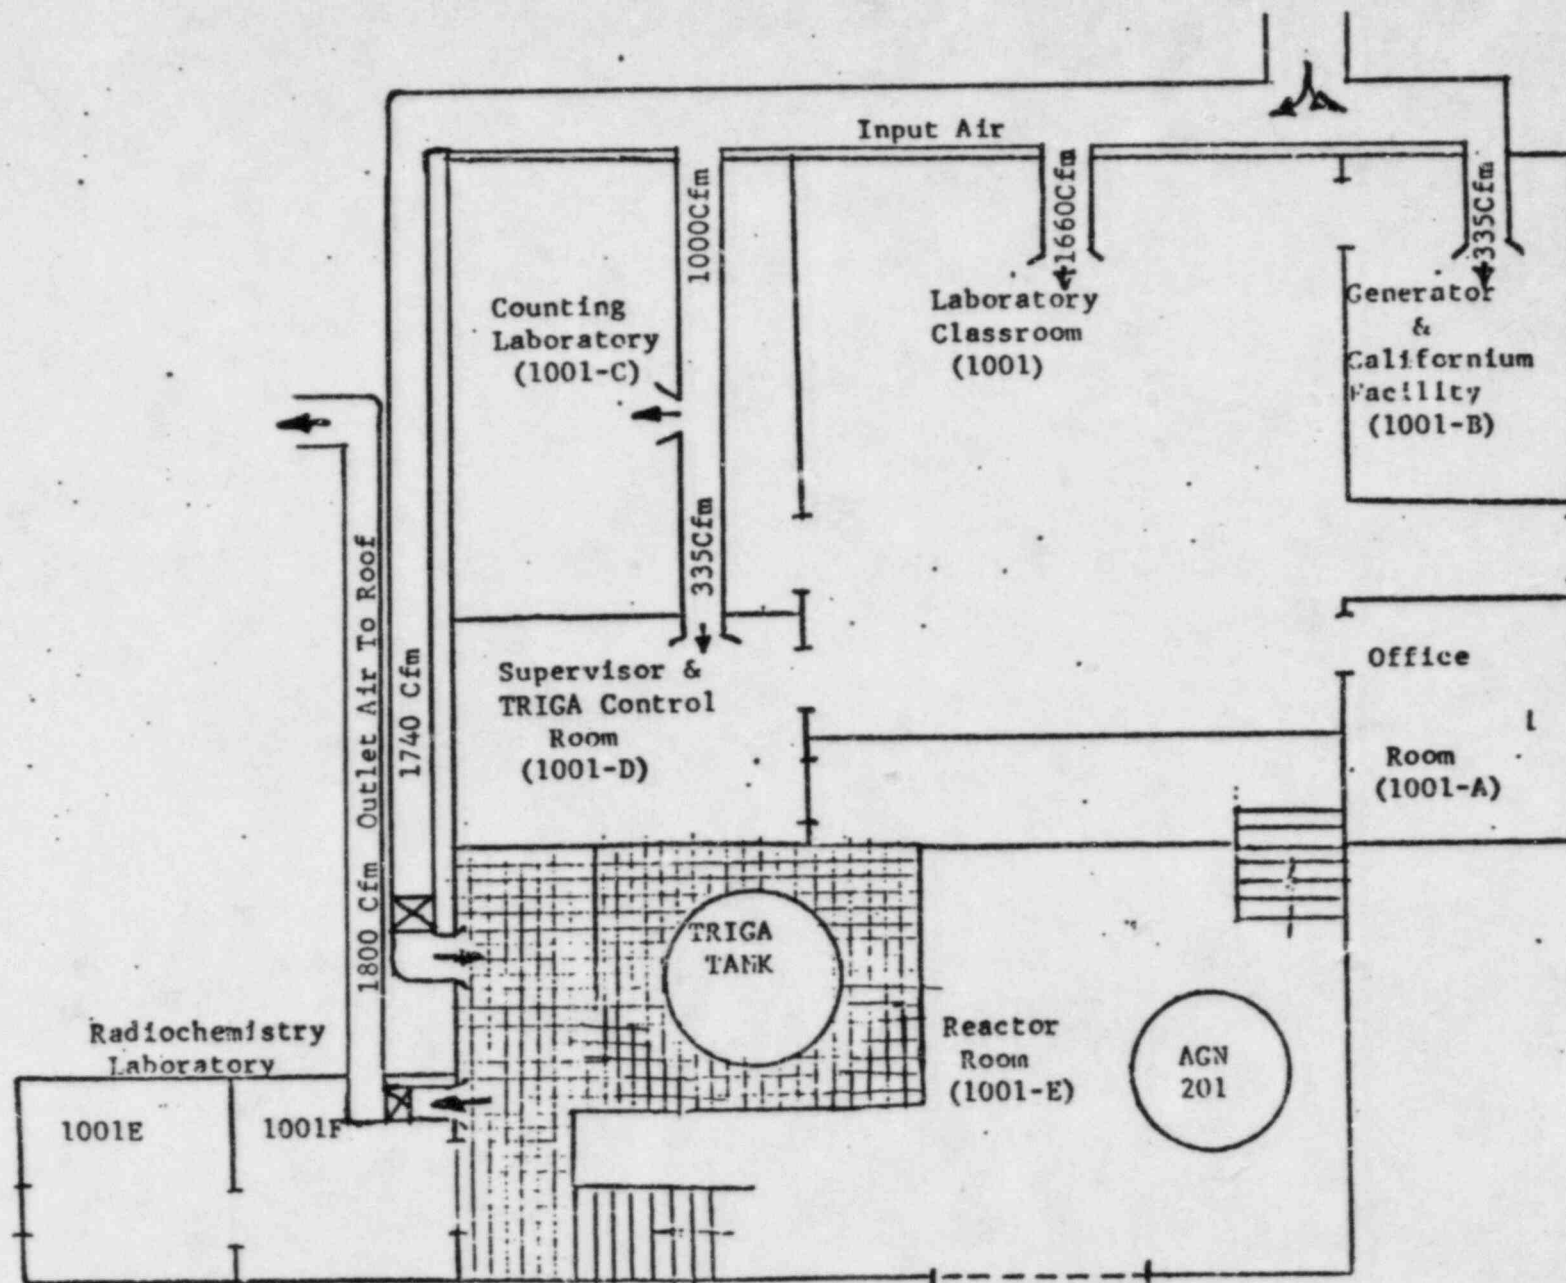 Input Air
1000Cfm
1660Cfm
335Cfm
Counting
Laboratory
(1001-C)
Laboratory
Classroom
(1001)
Generator
&
Californium
Facility
(1001-B)
335Cfm
Supervisor &
TRIGA Control
Room
(1001-D)
Office
Room
(1001-A)
1740 Cfm
1800 Cfm Outlet Air To Roof
TRIGA
TANK
Reactor
Room
(1001-E)
AGN
201
Radiochemistry
Laboratory
1001E
1001F